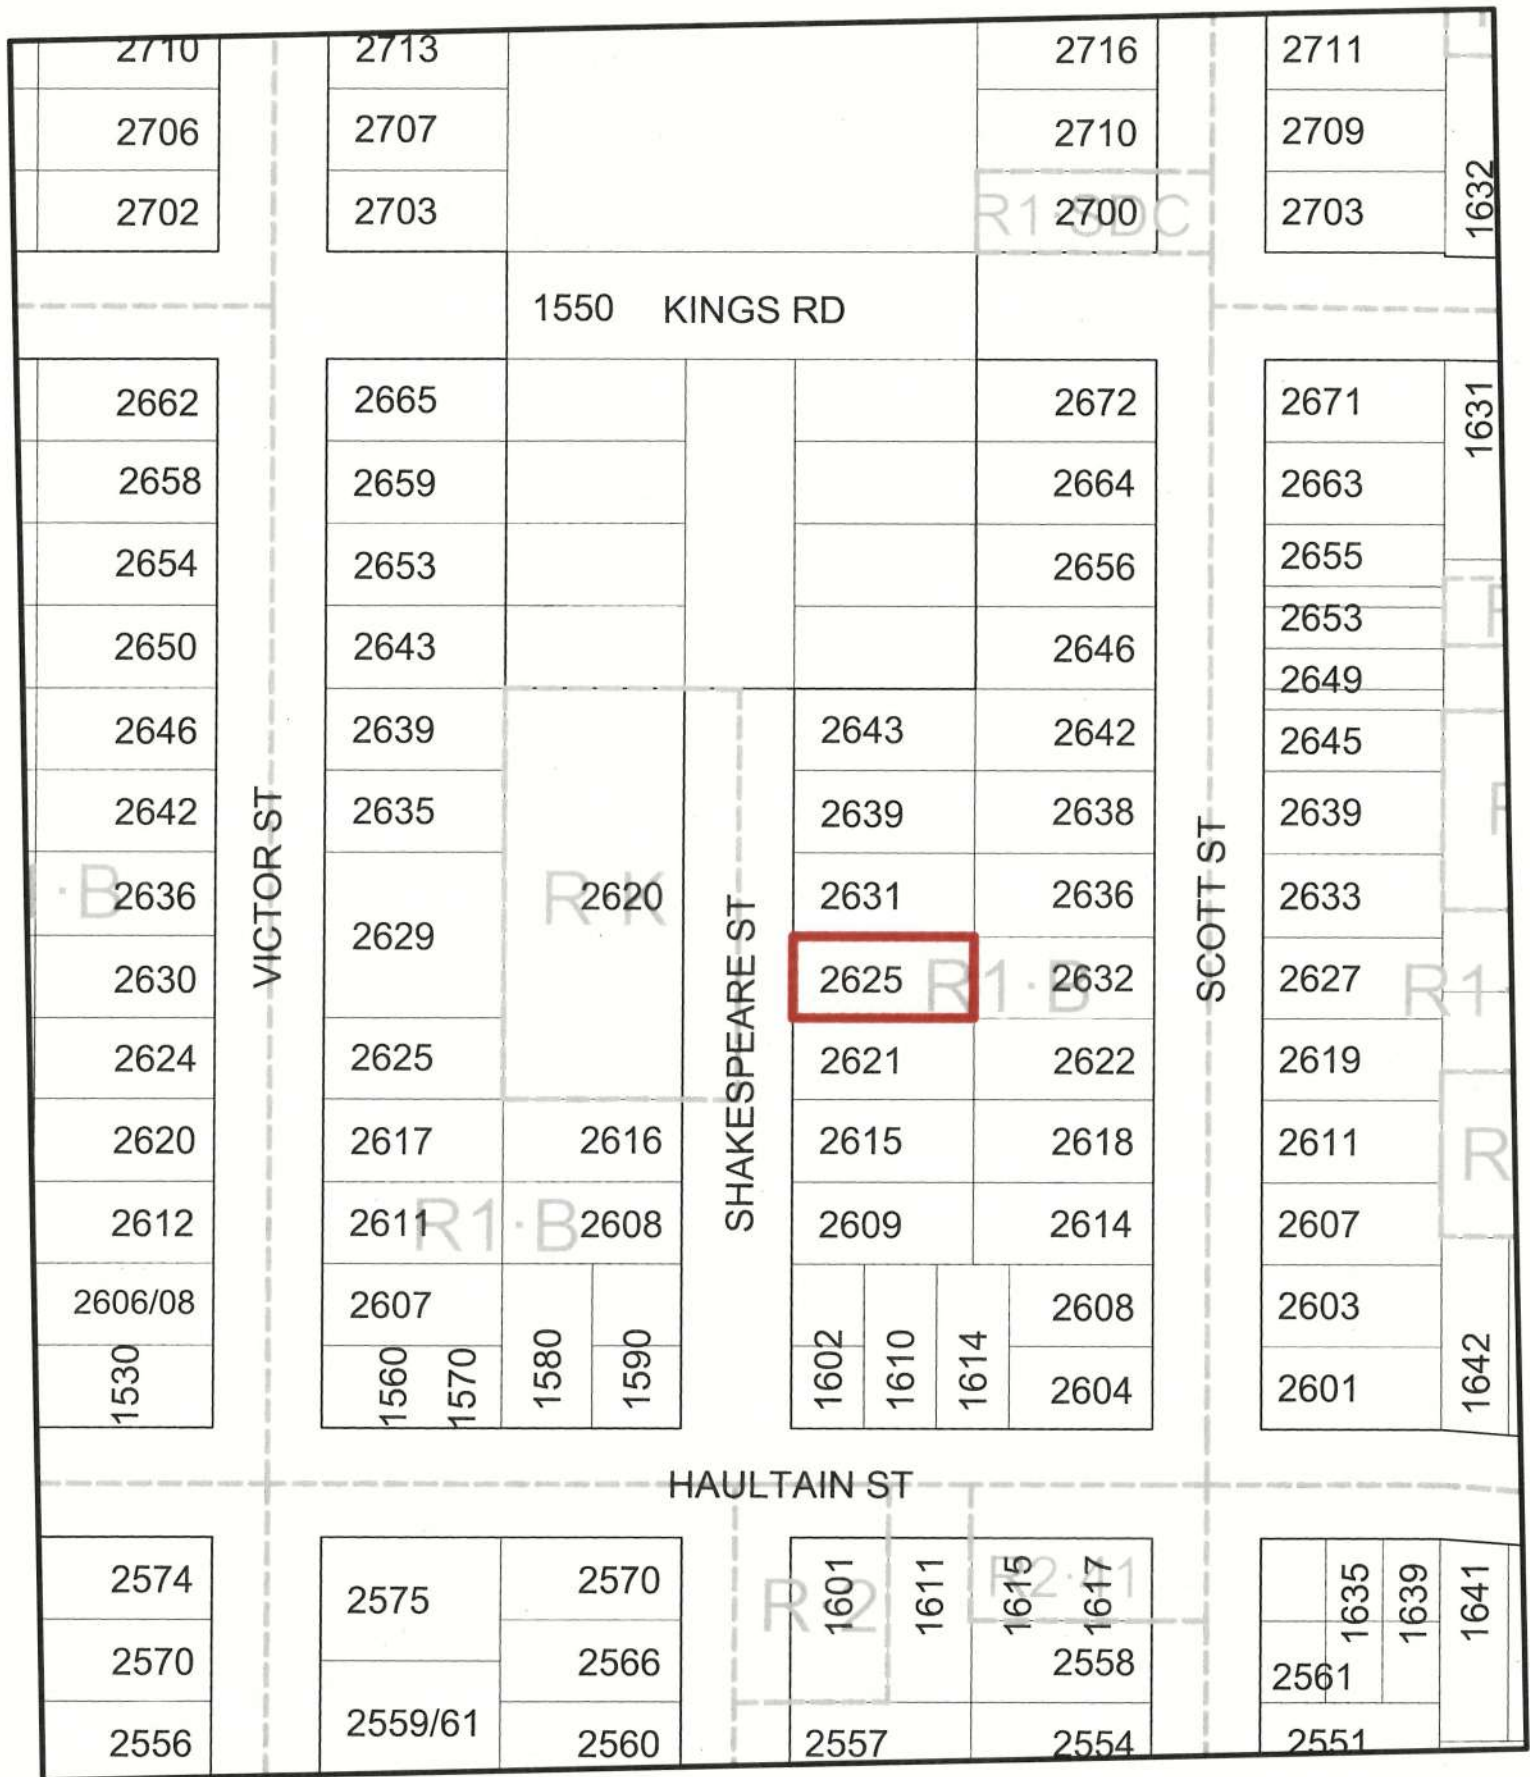 2710 2713 2716 2711
2706 2707 2710 2709
2702 2703 R1·SDC 2700 2703 1632
1550 KINGS RD
2662 2665 2672 2671 1631
2658 2659 2664 2663
2654 2653 2656 2655
2653
2650 2643 2646
2649
2646 2639 2643 2642 2645
2642 2635 2639 2638 2639
·B 2636 R·K 2620 2631 2636 2633
2629
2630 2625 R1·B 2632 2627 R1·
VICTOR ST
SHAKESPEARE ST
SCOTT ST
2624 2625 2621 2622 2619
2620 2617 2616 2615 2618 2611 R
2612 2611 R1·B 2608 2609 2614 2607
2606/08 2607 2608 2603
1530 1560 1570 1580 1590 1602 1610 1614 2604 2601 1642
HAULTAIN ST
2574 2575 2570 R·2 1601 1611 R2·41 1615 1617 1635 1639 1641
2570 2566 2558 2561
2556 2559/61 2560 2557 2554 2551